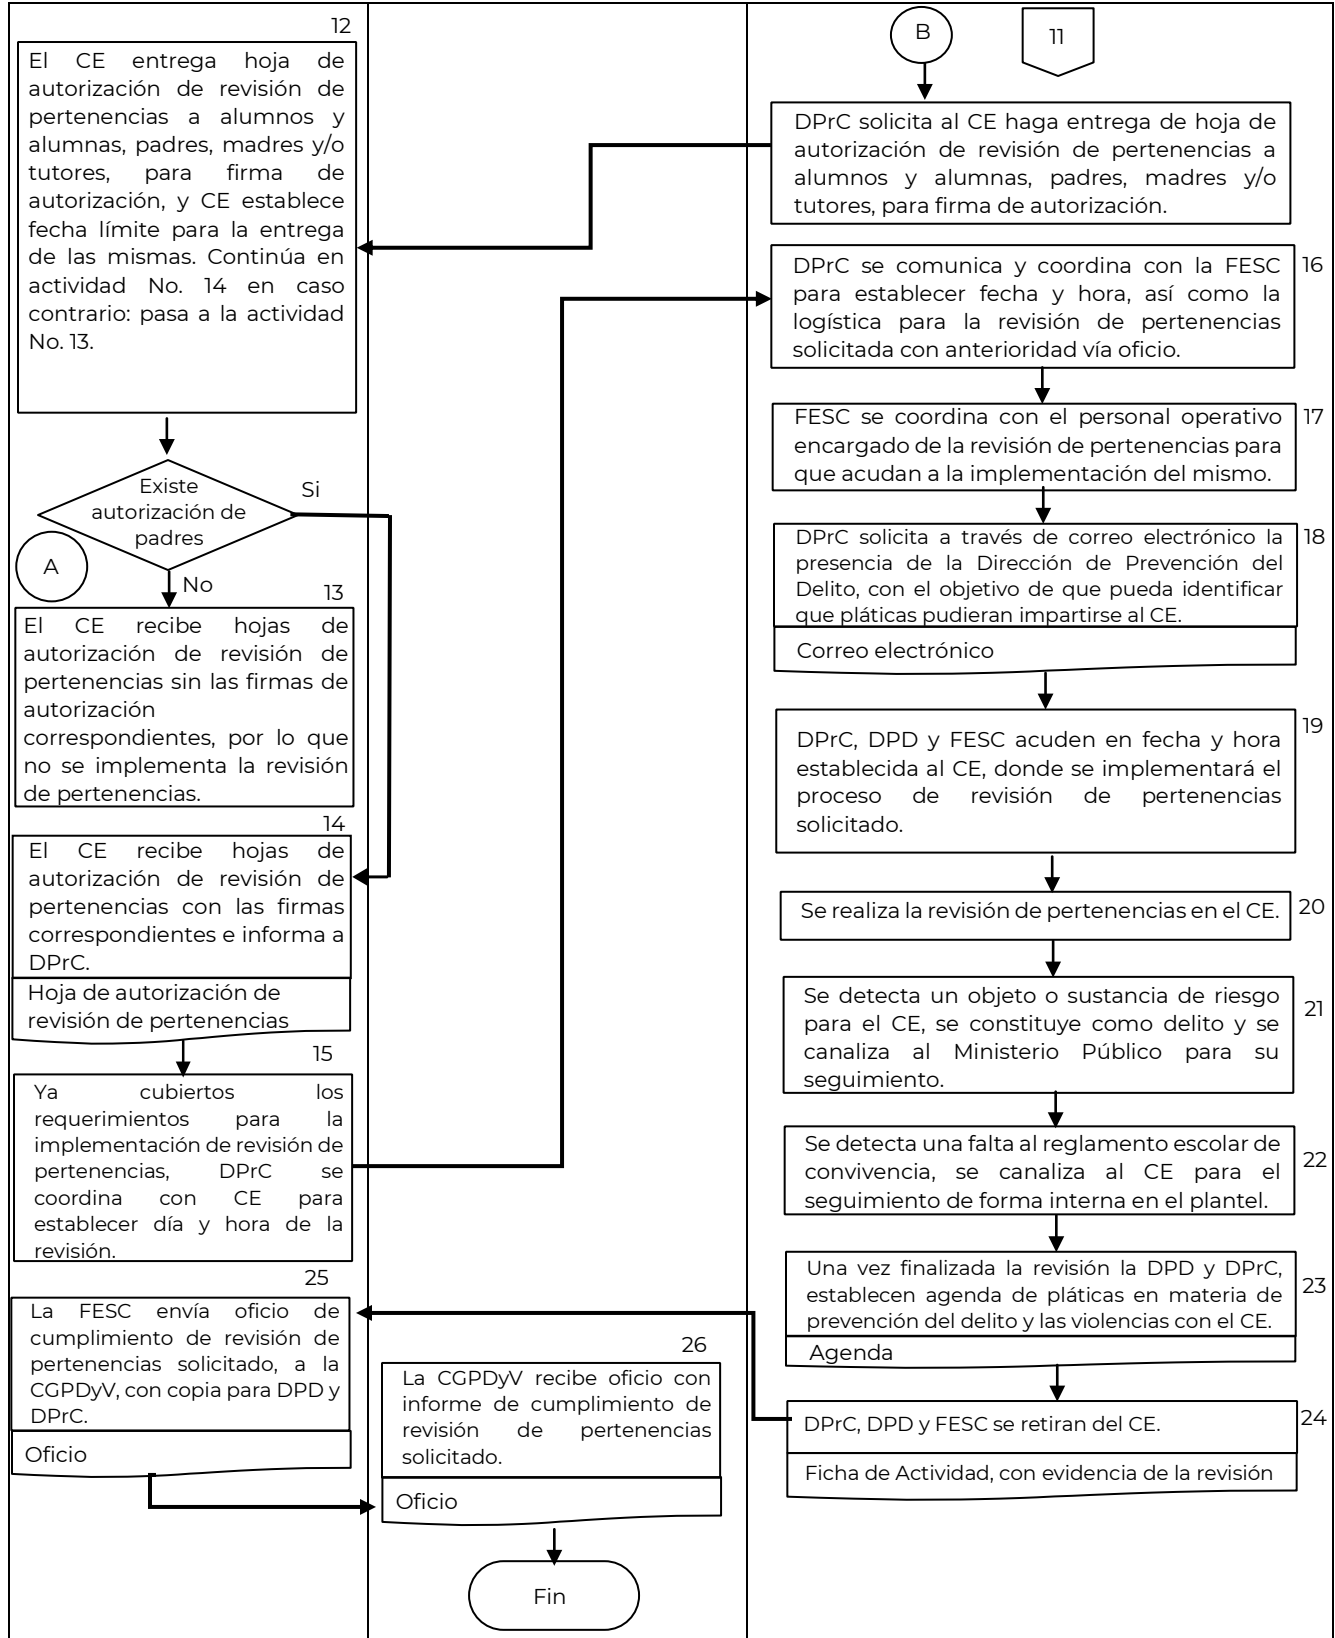 12
El CE entrega hoja de
autorización de revisión de
pertenencias a alumnos y
alumnas, padres, madres y/o
tutores, para firma de
autorización, y CE establece
fecha límite para la entrega
de las mismas. Continúa en
actividad No. 14 en caso
contrario: pasa a la actividad
No. 13.
Existe
autorización de
padres
Si
A
No
13
El CE recibe hojas de
autorización de revisión de
pertenencias sin las firmas de
autorización
correspondientes, por lo que
no se implementa la revisión
de pertenencias.
14
El CE recibe hojas de
autorización de revisión de
pertenencias con las firmas
correspondientes e informa a
DPrC.
Hoja de autorización de
revisión de pertenencias
15
Ya cubiertos los
requerimientos para la
implementación de revisión de
pertenencias, DPrC se
coordina con CE para
establecer día y hora de la
revisión.
25
La FESC envía oficio de
cumplimiento de revisión de
pertenencias solicitado, a la
CGPDyV, con copia para DPD y
DPrC.
Oficio
26
La CGPDyV recibe oficio con
informe de cumplimiento de
revisión de pertenencias
solicitado.
Oficio
Fin
B
11
DPrC solicita al CE haga entrega de hoja de
autorización de revisión de pertenencias a
alumnos y alumnas, padres, madres y/o
tutores, para firma de autorización.
16
DPrC se comunica y coordina con la FESC
para establecer fecha y hora, así como la
logística para la revisión de pertenencias
solicitada con anterioridad vía oficio.
17
FESC se coordina con el personal operativo
encargado de la revisión de pertenencias para
que acudan a la implementación del mismo.
18
DPrC solicita a través de correo electrónico la
presencia de la Dirección de Prevención del
Delito, con el objetivo de que pueda identificar
que pláticas pudieran impartirse al CE.
Correo electrónico
19
DPrC, DPD y FESC acuden en fecha y hora
establecida al CE, donde se implementará el
proceso de revisión de pertenencias
solicitado.
20
Se realiza la revisión de pertenencias en el CE.
21
Se detecta un objeto o sustancia de riesgo
para el CE, se constituye como delito y se
canaliza al Ministerio Público para su
seguimiento.
22
Se detecta una falta al reglamento escolar de
convivencia, se canaliza al CE para el
seguimiento de forma interna en el plantel.
23
Una vez finalizada la revisión la DPD y DPrC,
establecen agenda de pláticas en materia de
prevención del delito y las violencias con el CE.
Agenda
24
DPrC, DPD y FESC se retiran del CE.
Ficha de Actividad, con evidencia de la revisión